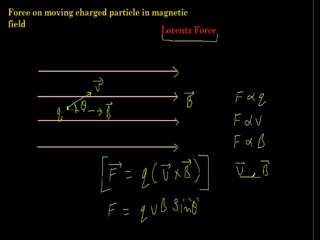 Force on moving charged particle in magnetic
field
Lorentz Force
v⃗
q +θ → B⃗
B⃗
F ∝ q
F ∝ v
F ∝ B
v⃗ B⃗
[F⃗ = q(v⃗ × B⃗)]
F = qvB sinθ